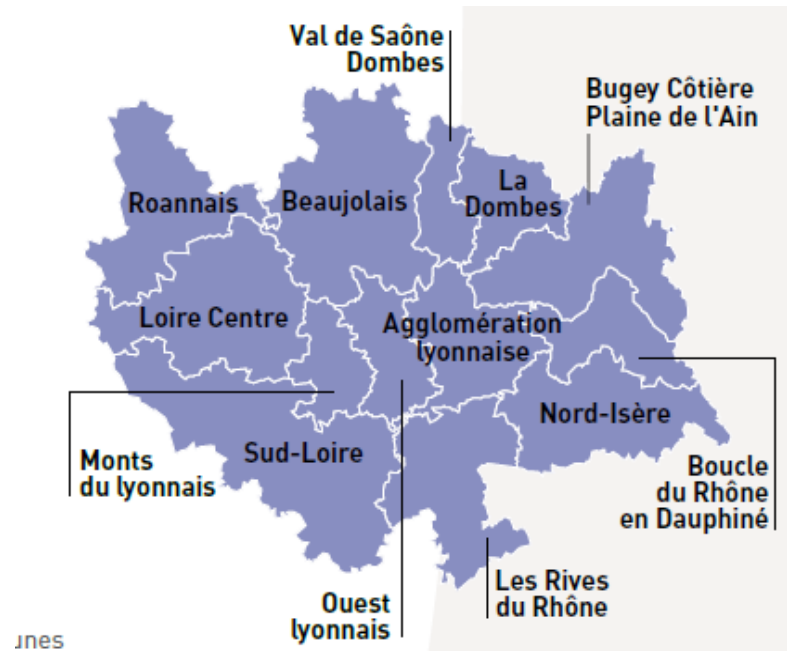 Val de Saône
Dombes
Bugey Côtière
Plaine de l'Ain
Roannais
Beaujolais
La
Dombes
Loire Centre
Agglomération
lyonnaise
Nord-Isère
Sud-Loire
Monts
du lyonnais
Boucle
du Rhône
en Dauphiné
Ouest
lyonnais
Les Rives
du Rhône